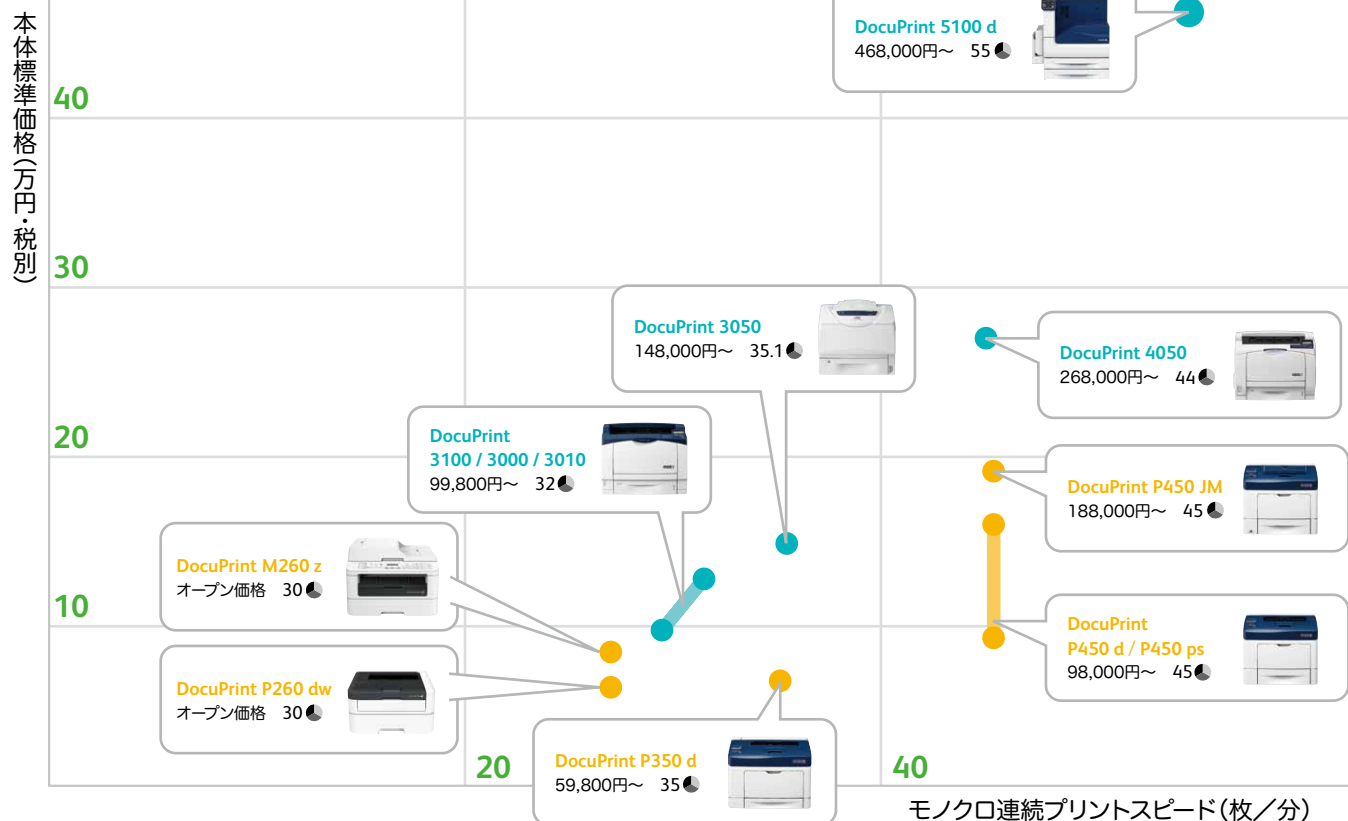 本体標準価格(万円・税別)
DocuPrint 5100 d
468,000円〜 55
40
30
DocuPrint 3050
148,000円〜 35.1
DocuPrint 4050
268,000円〜 44
20
DocuPrint
3100 / 3000 / 3010
99,800円〜 32
DocuPrint P450 JM
188,000円〜 45
DocuPrint M260 z
オープン価格 30
10
DocuPrint
P450 d / P450 ps
98,000円〜 45
DocuPrint P260 dw
オープン価格 30
DocuPrint P350 d
59,800円〜 35
20
40
モノクロ連続プリントスピード(枚/分)